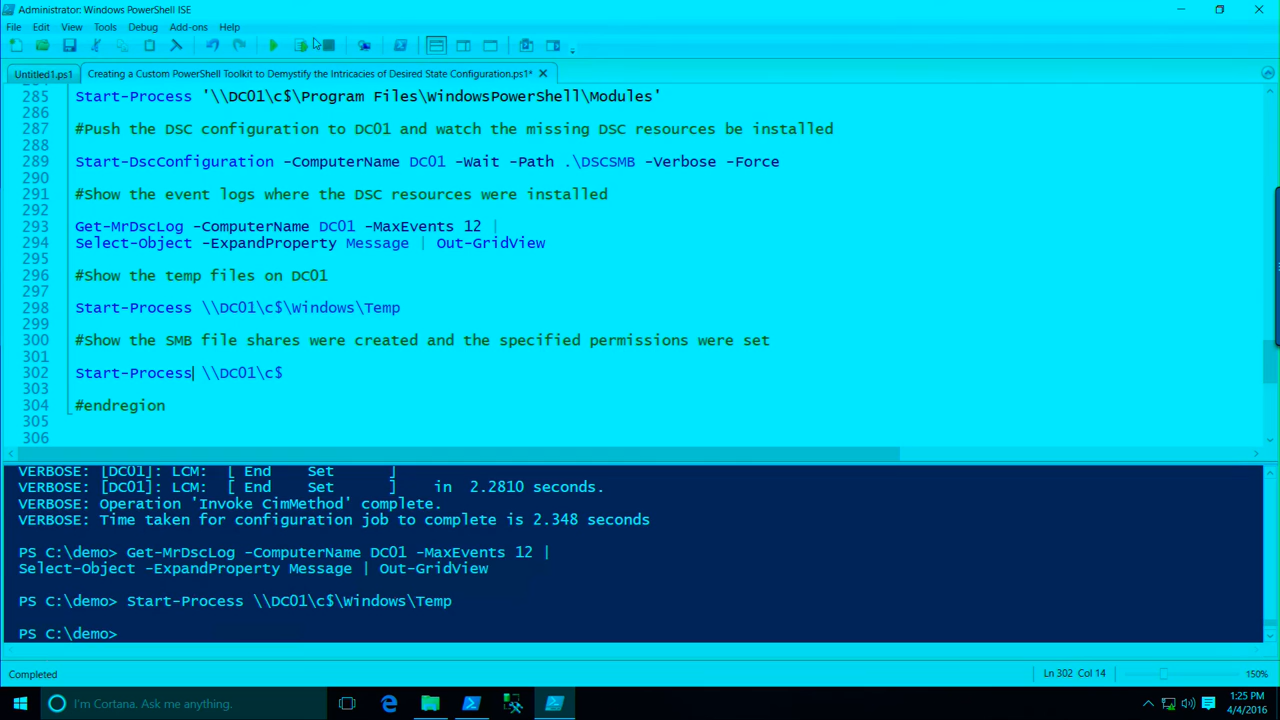 Administrator: Windows PowerShell ISE
File Edit View Tools Debug Add-ons Help
Untitled1.ps1 Creating a Custom PowerShell Toolkit to Demystify the Intricacies of Desired State Configuration.ps1*
285 Start-Process '\\DC01\c$\Program Files\WindowsPowerShell\Modules'
286
287 #Push the DSC configuration to DC01 and watch the missing DSC resources be installed
288
289 Start-DscConfiguration -ComputerName DC01 -Wait -Path .\DSCSMB -Verbose -Force
290
291 #Show the event logs where the DSC resources were installed
292
293 Get-MrDscLog -ComputerName DC01 -MaxEvents 12 |
294 Select-Object -ExpandProperty Message | Out-GridView
295
296 #Show the temp files on DC01
297
298 Start-Process \\DC01\c$\Windows\Temp
299
300 #Show the SMB file shares were created and the specified permissions were set
301
302 Start-Process \\DC01\c$
303
304 #endregion
305
306
VERBOSE: [DC01]: LCM: [ End Set ]
VERBOSE: [DC01]: LCM: [ End Set ] in 2.2810 seconds.
VERBOSE: Operation 'Invoke CimMethod' complete.
VERBOSE: Time taken for configuration job to complete is 2.348 seconds
PS C:\demo> Get-MrDscLog -ComputerName DC01 -MaxEvents 12 |
Select-Object -ExpandProperty Message | Out-GridView
PS C:\demo> Start-Process \\DC01\c$\Windows\Temp
PS C:\demo>
Completed Ln 302 Col 14 150%
I'm Cortana. Ask me anything. 1:25 PM
4/4/2016